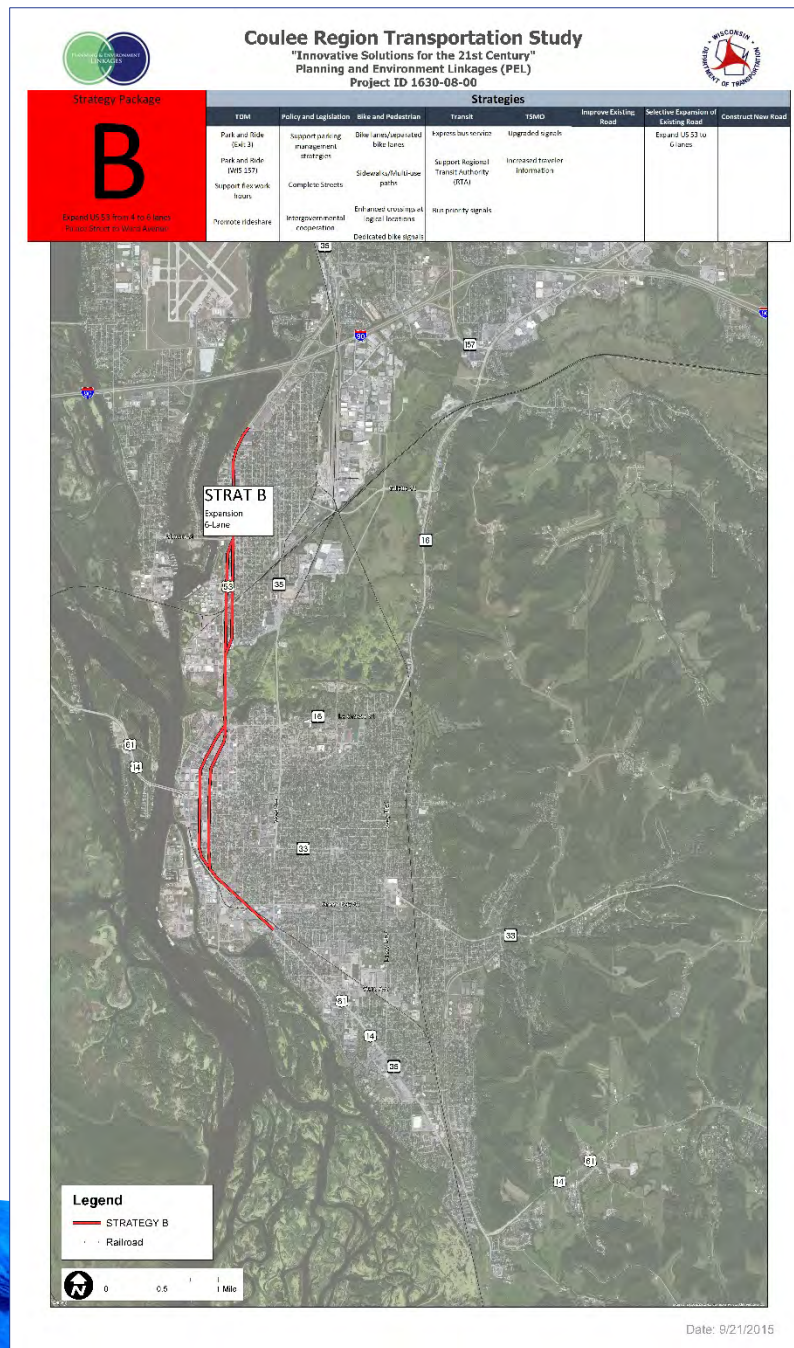 PLANNING & ENVIRONMENT
LINKAGES
Coulee Region Transportation Study
"Innovative Solutions for the 21st Century"
Planning and Environment Linkages (PEL)
Project ID 1630-08-00
WISCONSIN
DEPARTMENT OF TRANSPORTATION
Strategy Package
B
Expand US 53 from 4 to 6 lanes
Strategies
TDM
Policy and Legislation
Bike and Pedestrian
Transit
TSMO
Improve Existing
Road
Selective Expansion of
Existing Road
Construct New Road
Park and Ride
(Exit 3)
Park and Ride
(WIS 157)
Support flex work
hours
Promote rideshare
Support parking
management
strategies
Complete Streets
Intergovernmental
cooperation
Bike lanes/separated
bike lanes
Sidewalks/Multi-use
paths
Enhanced crossings at
logical locations
Dedicated bike signals
Express bus service
Support Regional
Transit Authority
(RTA)
Bus priority signals
Upgraded signals
Increased traveler
information
Expand US 53 to
6 lanes
35
90
157
90
STRAT B
Expansion
6-Lane
16
53
35
16
61
14
33
33
61
14
35
61
14
Legend
STRATEGY B
Railroad
N
0 0.5 1 Mile
Date: 9/21/2015